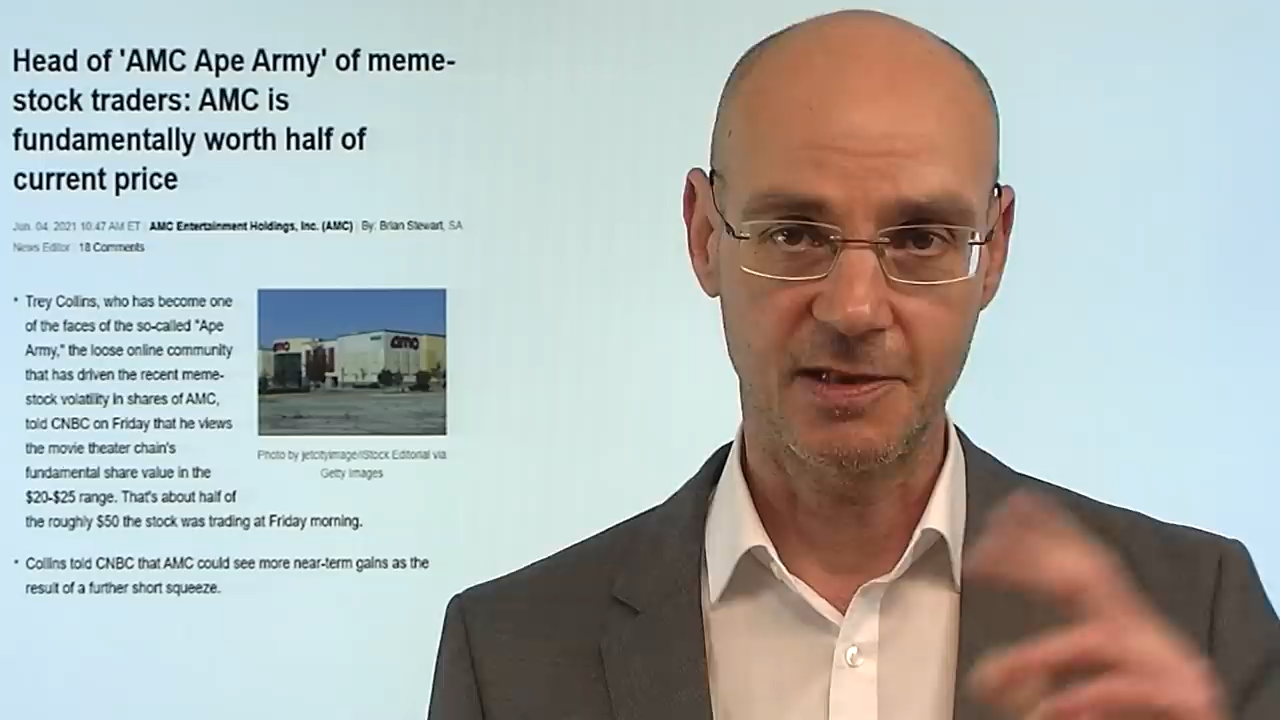 Head of 'AMC Ape Army' of meme-
stock traders: AMC is
fundamentally worth half of
current price
Jun. 04, 2021 10:47 AM ET | AMC Entertainment Holdings, Inc. (AMC) | By: Brian Stewart, SA
News Editor | 18 Comments
• Trey Collins, who has become one
of the faces of the so-called "Ape
Army," the loose online community
that has driven the recent meme-
stock volatility in shares of AMC,
told CNBC on Friday that he views
the movie theater chain's
fundamental share value in the
$20-$25 range. That's about half of
the roughly $50 the stock was trading at Friday morning.
amc
amc
Photo by jetcityimage/iStock Editorial via
Getty Images
• Collins told CNBC that AMC could see more near-term gains as the
result of a further short squeeze.